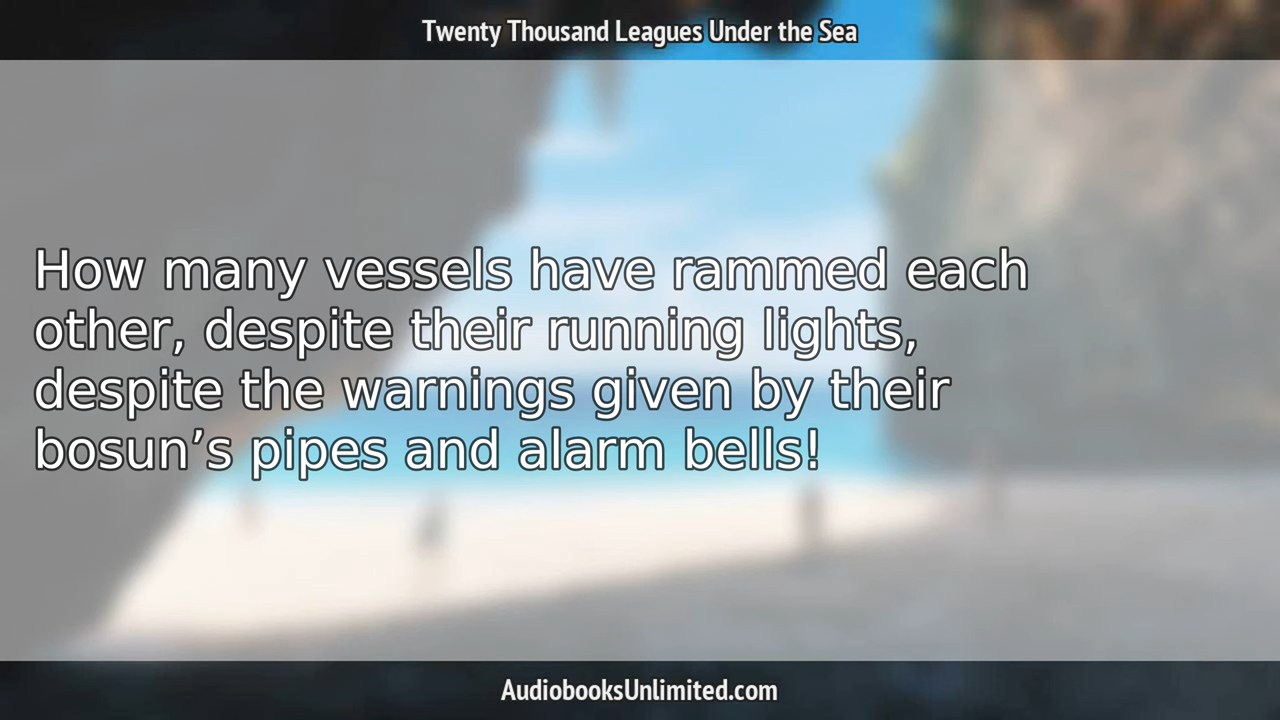 Twenty Thousand Leagues Under the Sea
How many vessels have rammed each
other, despite their running lights,
despite the warnings given by their
bosun’s pipes and alarm bells!
AudiobooksUnlimited.com